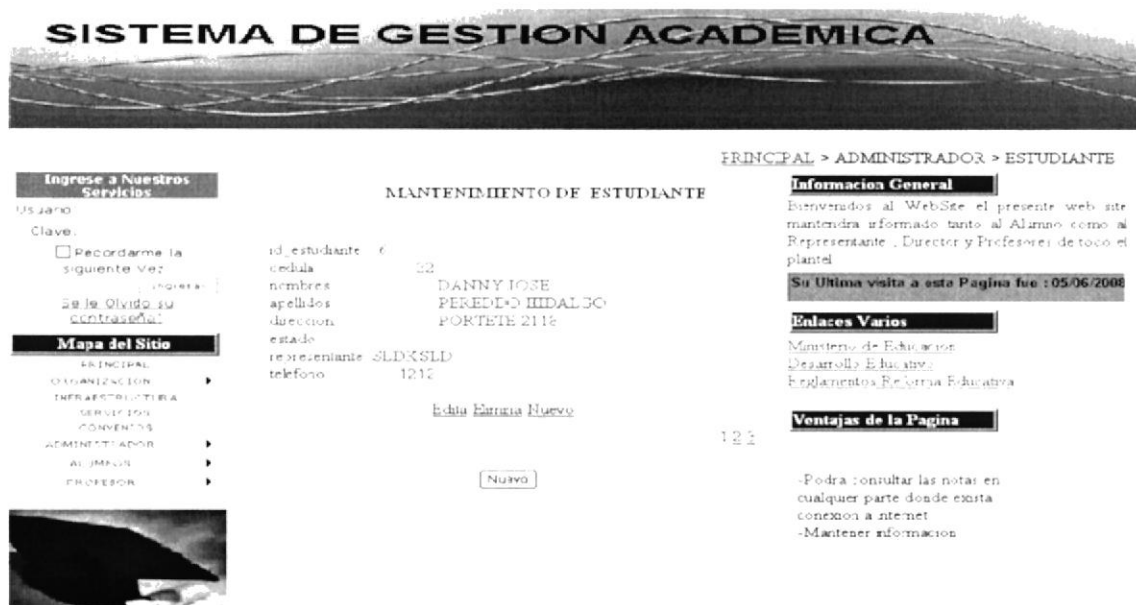 SISTEMA DE GESTION ACADEMICA
PRINCIPAL > ADMINISTRADOR > ESTUDIANTE
Ingrese a Nuestros
Servicios
Usuario
Clave.
Recordarme la
siguiente vez
Ingresar
Se le Olvido su
contraseña?
Mapa del Sitio
PRINCIPAL
ORGANIZACION
INFRAESTRUCTURA
SERVICIOS
CONVENIOS
ADMINISTRADOR
ALUMNOS
PROFESOR
MANTENIMIENTO DE ESTUDIANTE
id_estudiante 6
cedula 22
nombres DANNY JOSE
apellidos PEREDDO HIDALGO
direccion PORTETE 2118
estado
representante SLDKSLD
telefono 1212
Edita Elimina Nuevo
1 2 3
Nuevo
Informacion General
Bienvenidos al WebSite el presente web site
mantendra informado tanto al Alumno como al
Representante , Director y Profesores de toco el
plantel
Su Ultima visita a esta Pagina fue : 05/06/2008
Enlaces Varios
Ministerio de Educacion
Desarrollo Educativo
Reglamentos Reforma Educativa
Ventajas de la Pagina
-Podra consultar las notas en
cualquier parte donde exista
conexion a internet
-Mantener informacion